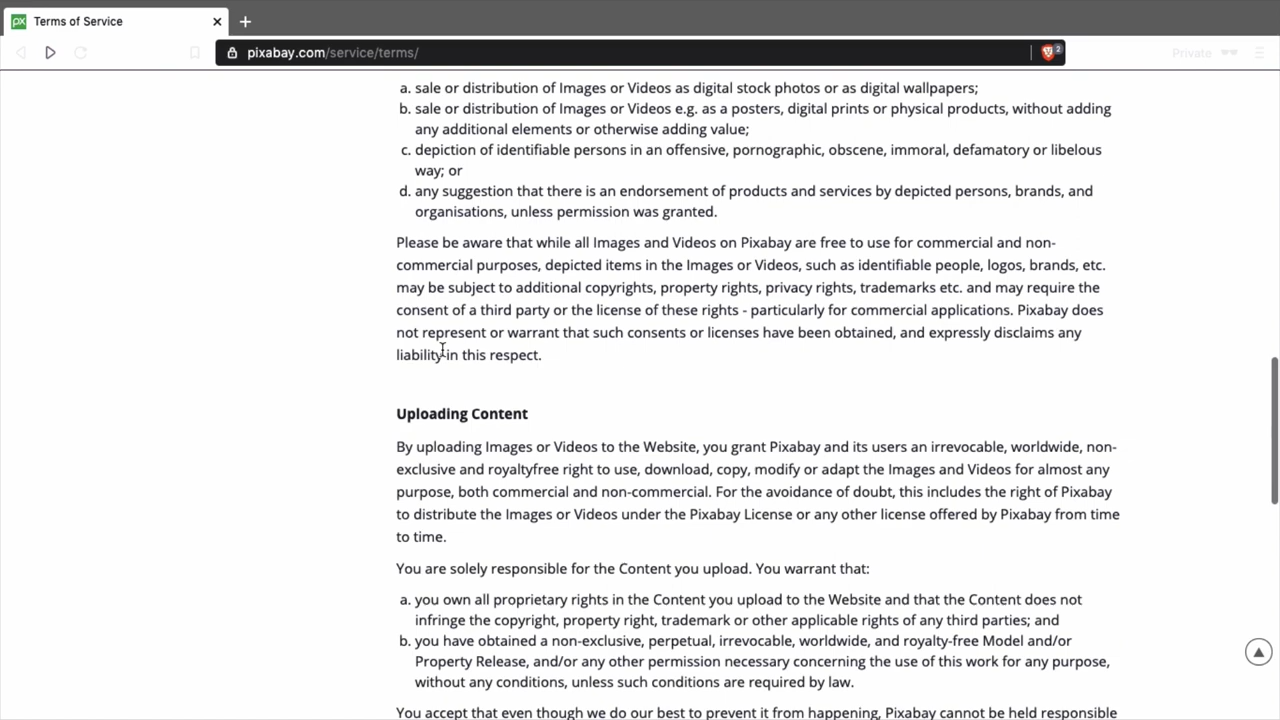 px Terms of Service
pixabay.com/service/terms/
2
Private
a. sale or distribution of Images or Videos as digital stock photos or as digital wallpapers;
b. sale or distribution of Images or Videos e.g. as a posters, digital prints or physical products, without adding
any additional elements or otherwise adding value;
c. depiction of identifiable persons in an offensive, pornographic, obscene, immoral, defamatory or libelous
way; or
d. any suggestion that there is an endorsement of products and services by depicted persons, brands, and
organisations, unless permission was granted.
Please be aware that while all Images and Videos on Pixabay are free to use for commercial and non-
commercial purposes, depicted items in the Images or Videos, such as identifiable people, logos, brands, etc.
may be subject to additional copyrights, property rights, privacy rights, trademarks etc. and may require the
consent of a third party or the license of these rights - particularly for commercial applications. Pixabay does
not represent or warrant that such consents or licenses have been obtained, and expressly disclaims any
liability in this respect.
Uploading Content
By uploading Images or Videos to the Website, you grant Pixabay and its users an irrevocable, worldwide, non-
exclusive and royaltyfree right to use, download, copy, modify or adapt the Images and Videos for almost any
purpose, both commercial and non-commercial. For the avoidance of doubt, this includes the right of Pixabay
to distribute the Images or Videos under the Pixabay License or any other license offered by Pixabay from time
to time.
You are solely responsible for the Content you upload. You warrant that:
a. you own all proprietary rights in the Content you upload to the Website and that the Content does not
infringe the copyright, property right, trademark or other applicable rights of any third parties; and
b. you have obtained a non-exclusive, perpetual, irrevocable, worldwide, and royalty-free Model and/or
Property Release, and/or any other permission necessary concerning the use of this work for any purpose,
without any conditions, unless such conditions are required by law.
You accept that even though we do our best to prevent it from happening, Pixabay cannot be held responsible